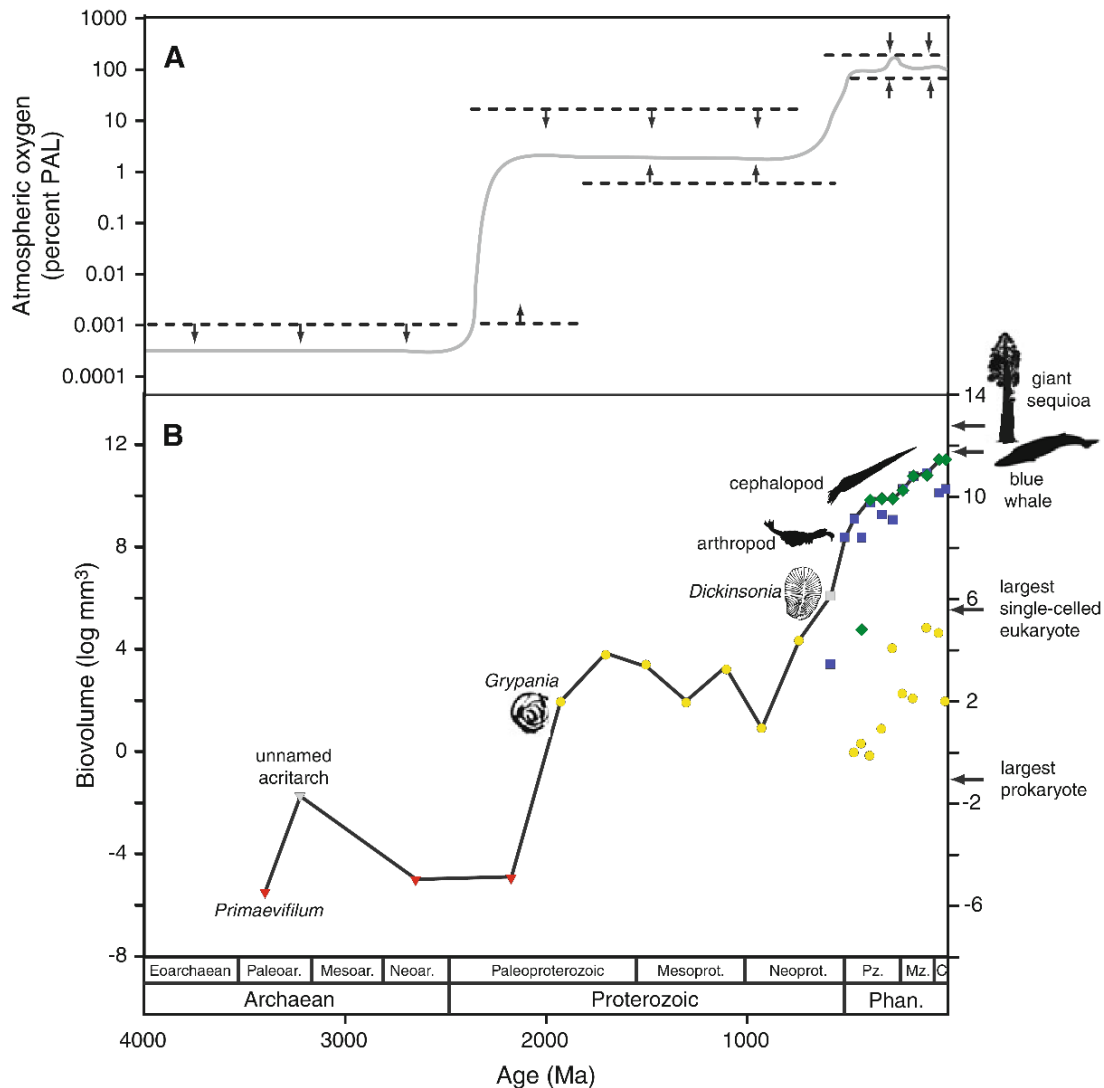 A
1000
100
10
1
0.1
0.01
0.001
0.0001
Atmospheric oxygen
(percent PAL)
B
12
8
4
0
-4
-8
Biovolume (log mm³)
14
10
6
2
-2
-6
giant
sequioa
blue
whale
largest
single-celled
eukaryote
largest
prokaryote
cephalopod
arthropod
Dickinsonia
Grypania
unnamed
acritarch
Primaevifilum
Eoarchaean Paleoar. Mesoar. Neoar. Paleoproterozoic Mesoprot. Neoprot. Pz. Mz. C
Archaean Proterozoic Phan.
4000 3000 2000 1000
Age (Ma)